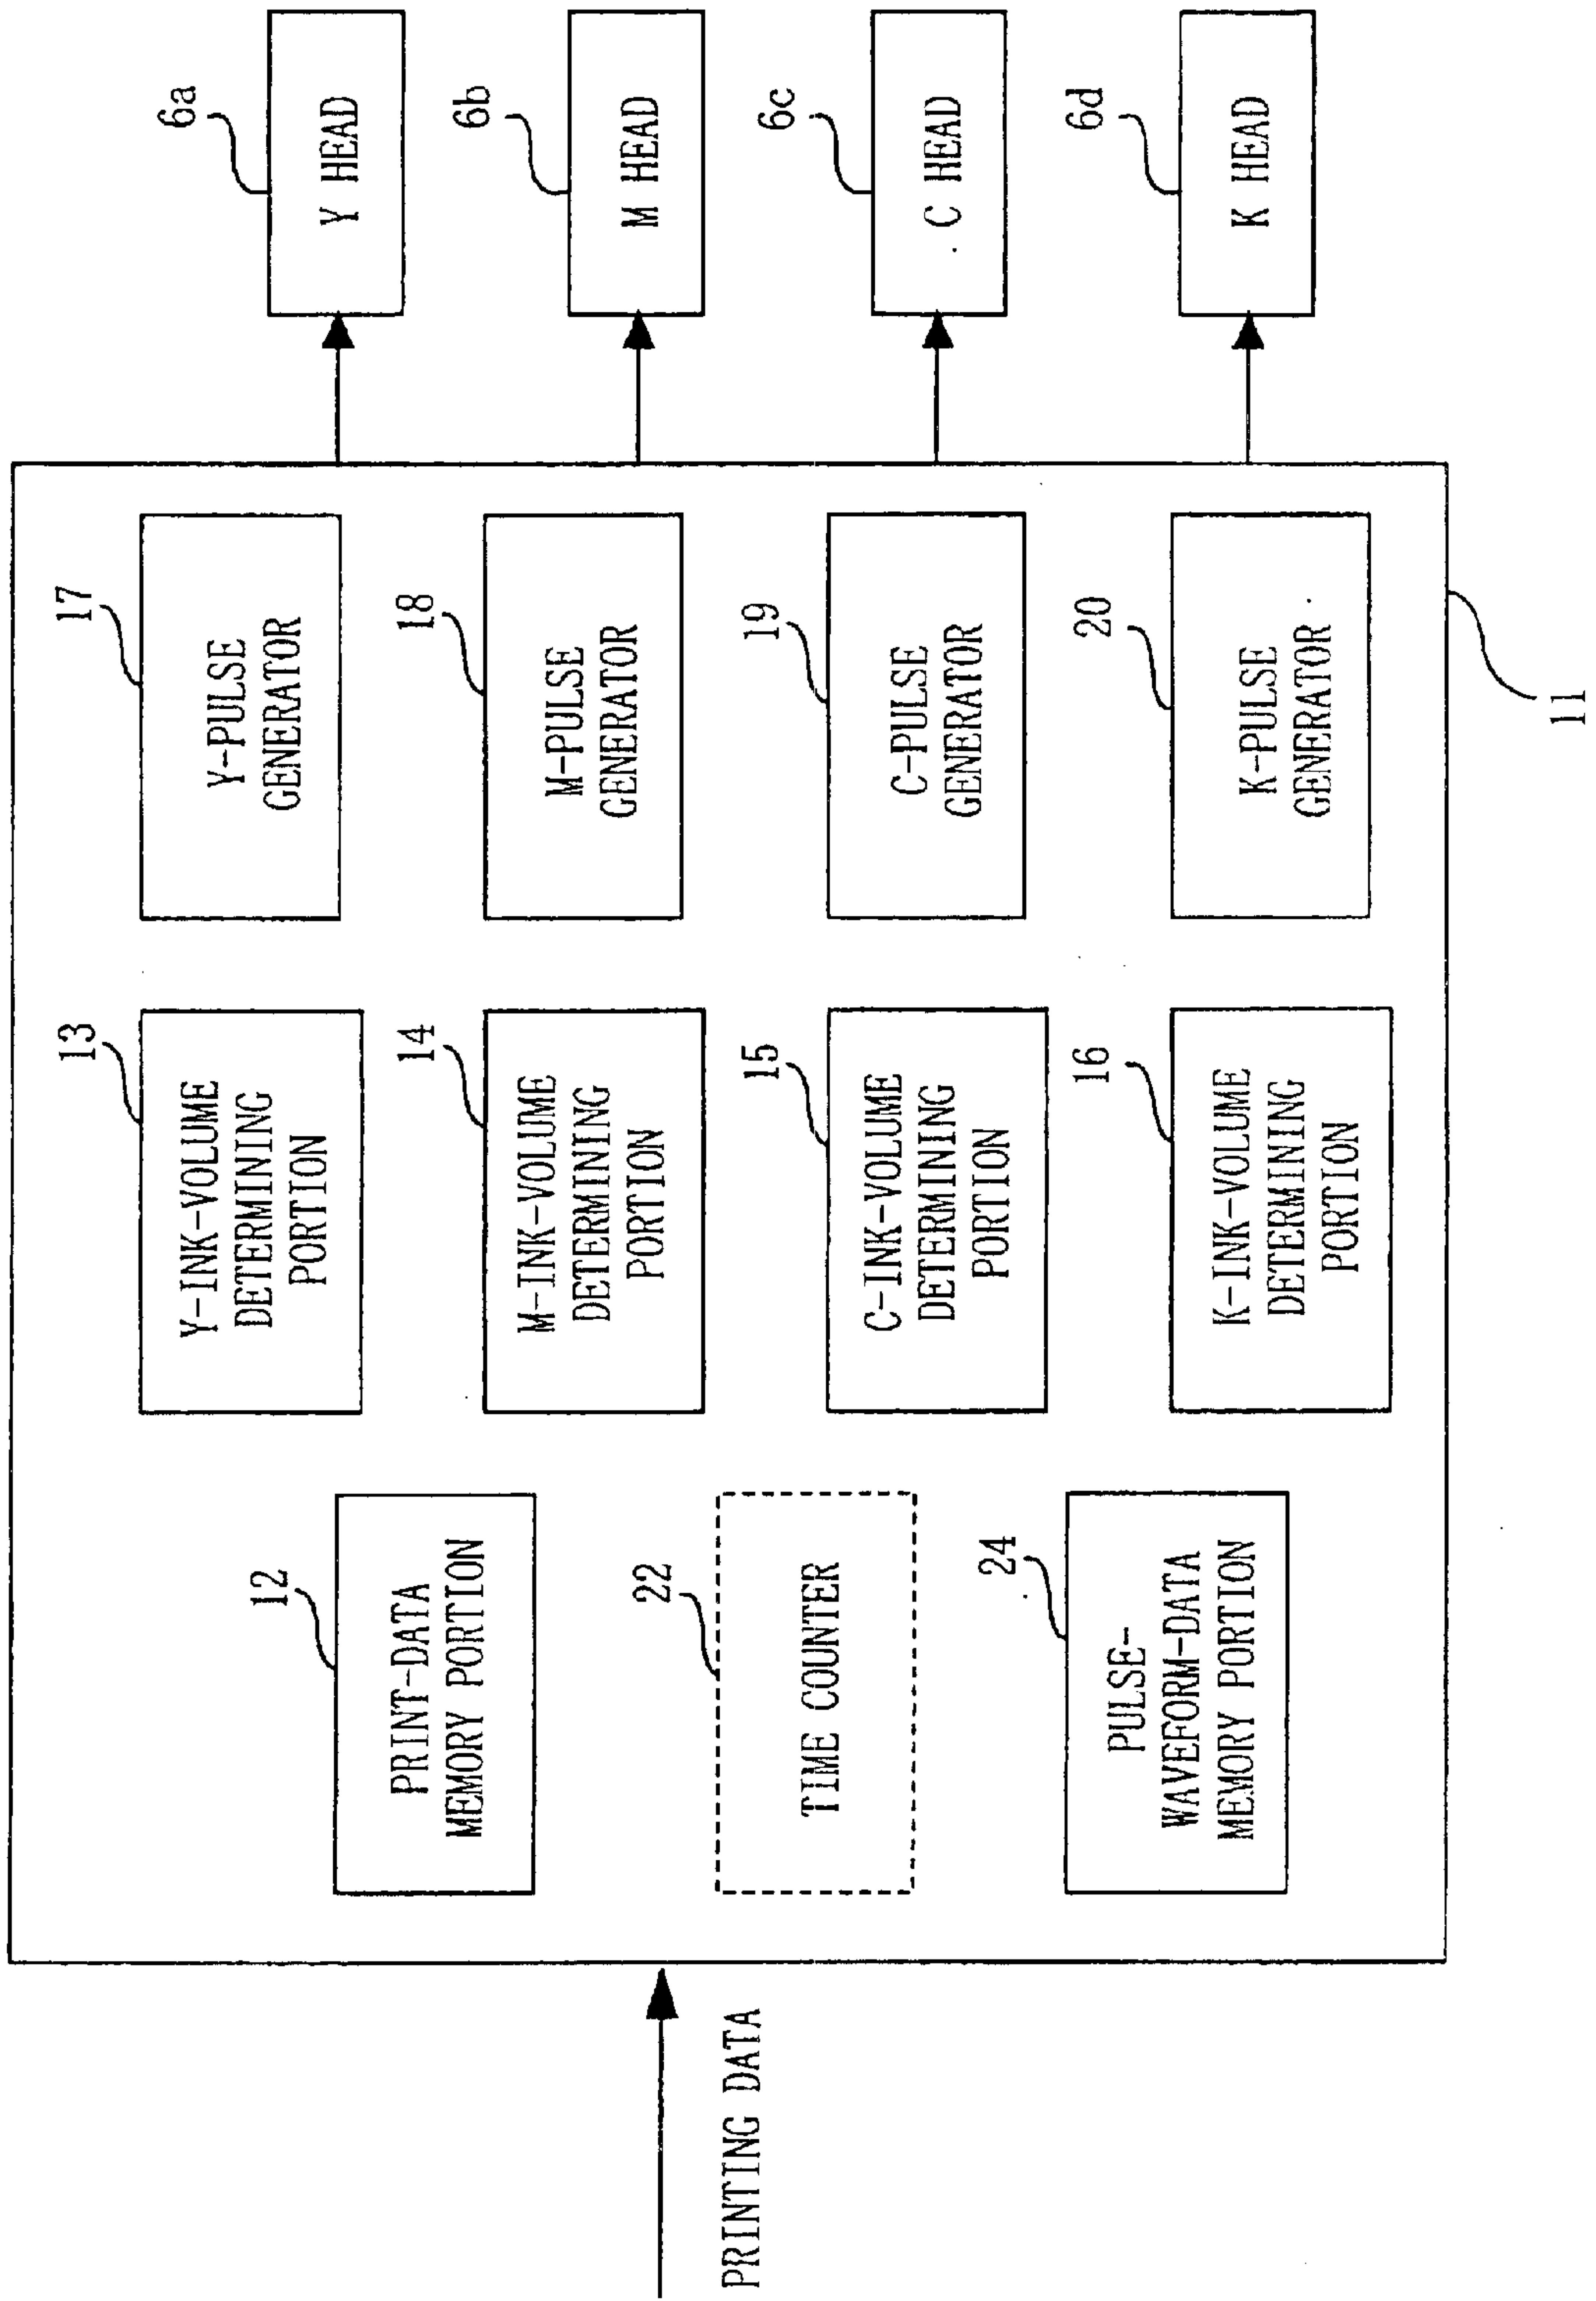 PRINTING DATA
12
PRINT-DATA
MEMORY PORTION
22
TIME COUNTER
24
PULSE-
WAVEFORM-DATA
MEMORY PORTION
13
Y-INK-VOLUME
DETERMINING
PORTION
14
M-INK-VOLUME
DETERMINING
PORTION
15
C-INK-VOLUME
DETERMINING
PORTION
16
K-INK-VOLUME
DETERMINING
PORTION
17
Y-PULSE
GENERATOR
18
M-PULSE
GENERATOR
19
C-PULSE
GENERATOR
20
K-PULSE
GENERATOR
11
6a
Y HEAD
6b
M HEAD
6c
C HEAD
6d
K HEAD